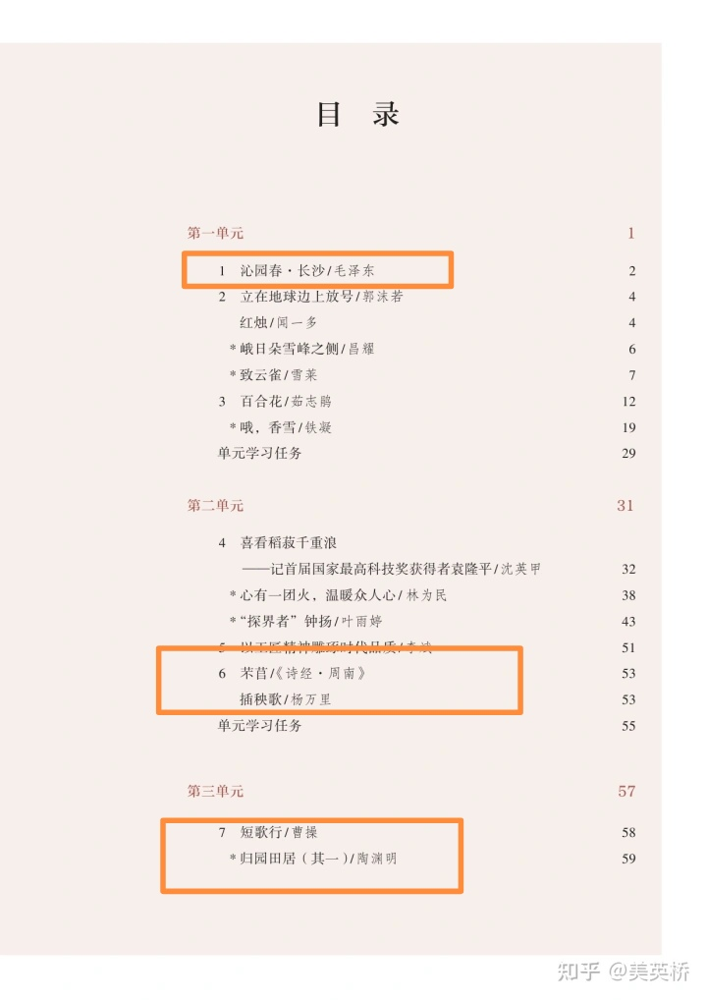 目 录
第一单元 1
1 沁园春·长沙/毛泽东 2
2 立在地球边上放号/郭沫若 4
红烛/闻一多 4
*峨日朵雪峰之侧/昌耀 6
*致云雀/雪莱 7
3 百合花/茹志鹃 12
*哦，香雪/铁凝 19
单元学习任务 29
第二单元 31
4 喜看稻菽千重浪
——记首届国家最高科技奖获得者袁隆平/沈英甲 32
*心有一团火，温暖众人心/林为民 38
*“探界者”钟扬/叶雨婷 43
5 以工匠精神雕琢时代品质/李斌 51
6 芣苢/《诗经·周南》 53
插秧歌/杨万里 53
单元学习任务 55
第三单元 57
7 短歌行/曹操 58
*归园田居（其一）/陶渊明 59
知乎 @美英桥